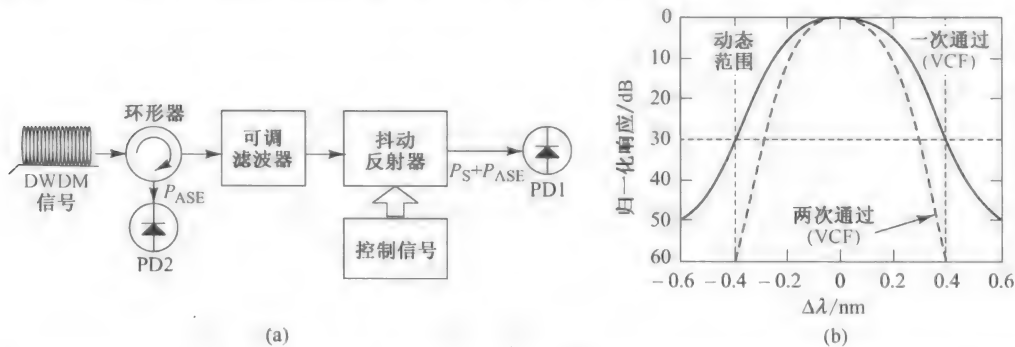 DWDM
信号
环形器
P_ASE
PD2
可调
滤波器
抖动
反射器
控制信号
P_S+P_ASE
PD1
(a)
归一化响应/dB
0
10
20
30
40
50
60
动态
范围
一次通过
(VCF)
两次通过
(VCF)
-0.6 -0.4 -0.2 0 0.2 0.4 0.6
Δλ/nm
(b)